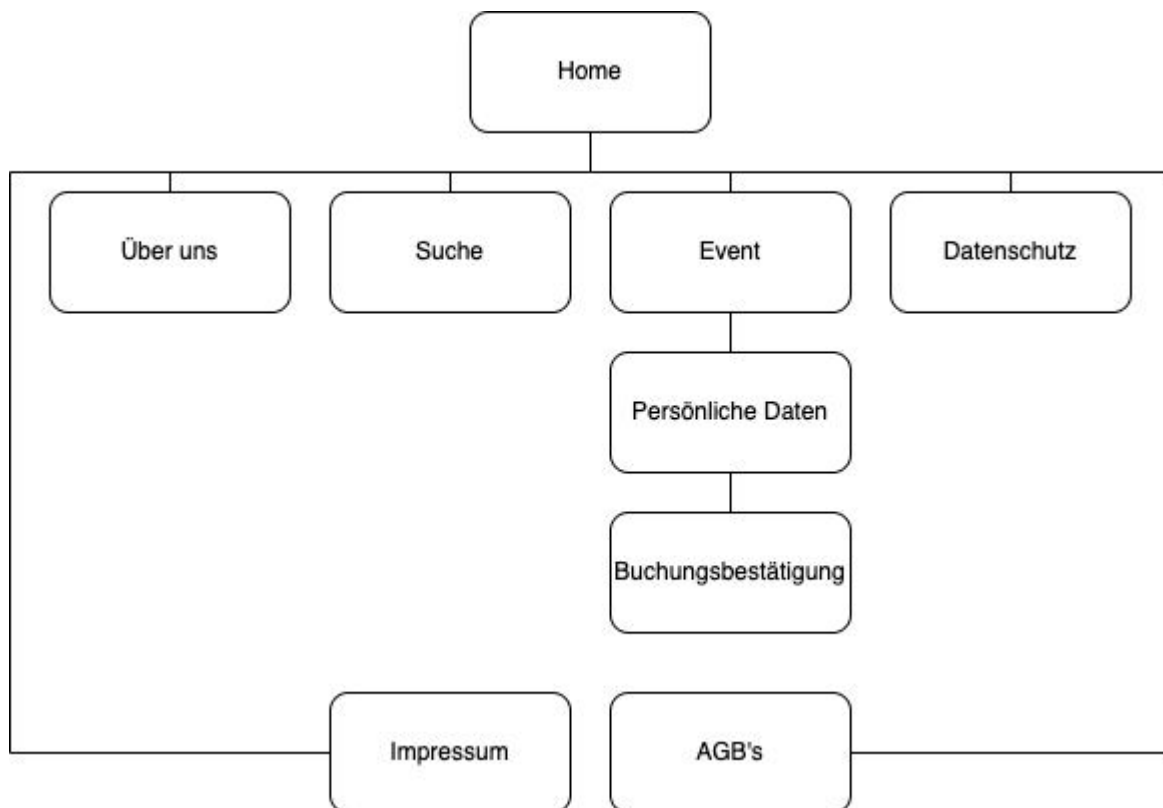 Home
Über uns
Suche
Event
Datenschutz
Persönliche Daten
Buchungsbestätigung
Impressum
AGB's